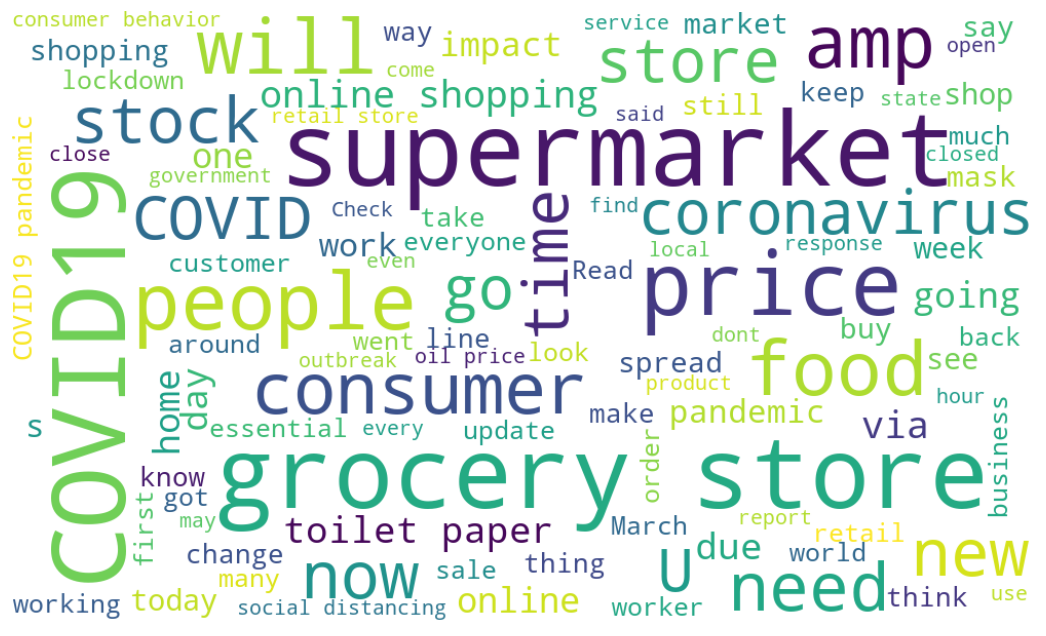 consumer behavior
will
way
impact
service
market
amp
say
open
shopping
store
lockdown
come
online shopping
still
keep
state
shop
stock
retail store
said
supermarket
much
close
one
government
closed
mask
COVID19 pandemic
COVID19
COVID
Check
take
time
find
coronavirus
work
everyone
local
response
week
customer
even
Read
people
go
price
going
around
went
line
dont
buy
back
outbreak
oil price
look
spread
food
see
consumer
product
hour
home
day
make
pandemic
via
business
s
essential
every
update
order
grocery store
know
got
first
may
toilet paper
March
report
retail
change
many
now
sale
thing
U
due
world
new
need
think
use
working
today
social distancing
online
worker